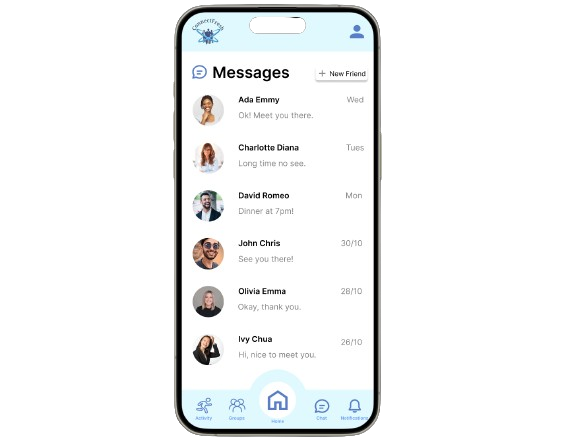 ConnectFresh
Messages
+ New Friend
Ada Emmy
Wed
Ok! Meet you there.
Charlotte Diana
Tues
Long time no see.
David Romeo
Mon
Dinner at 7pm!
John Chris
30/10
See you there!
Olivia Emma
28/10
Okay, thank you.
Ivy Chua
26/10
Hi, nice to meet you.
Activity
Groups
Home
Chat
Notifications